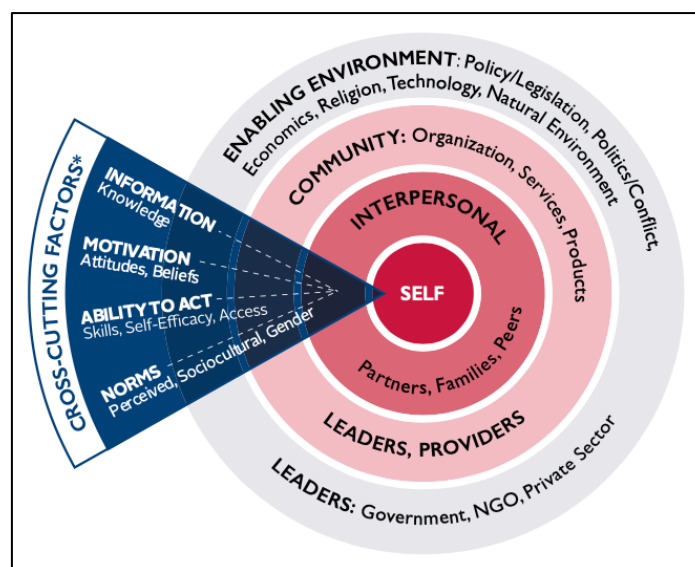 ENABLING ENVIRONMENT: Policy/Legislation, Politics/Conflict,
Economics, Religion, Technology, Natural Environment
COMMUNITY: Organization, Services, Products
INTERPERSONAL
SELF
Partners, Families, Peers
LEADERS, PROVIDERS
LEADERS: Government, NGO, Private Sector
CROSS-CUTTING FACTORS*
INFORMATION
Knowledge
MOTIVATION
Attitudes, Beliefs
ABILITY TO ACT
Skills, Self-Efficacy, Access
NORMS
Perceived, Sociocultural, Gender